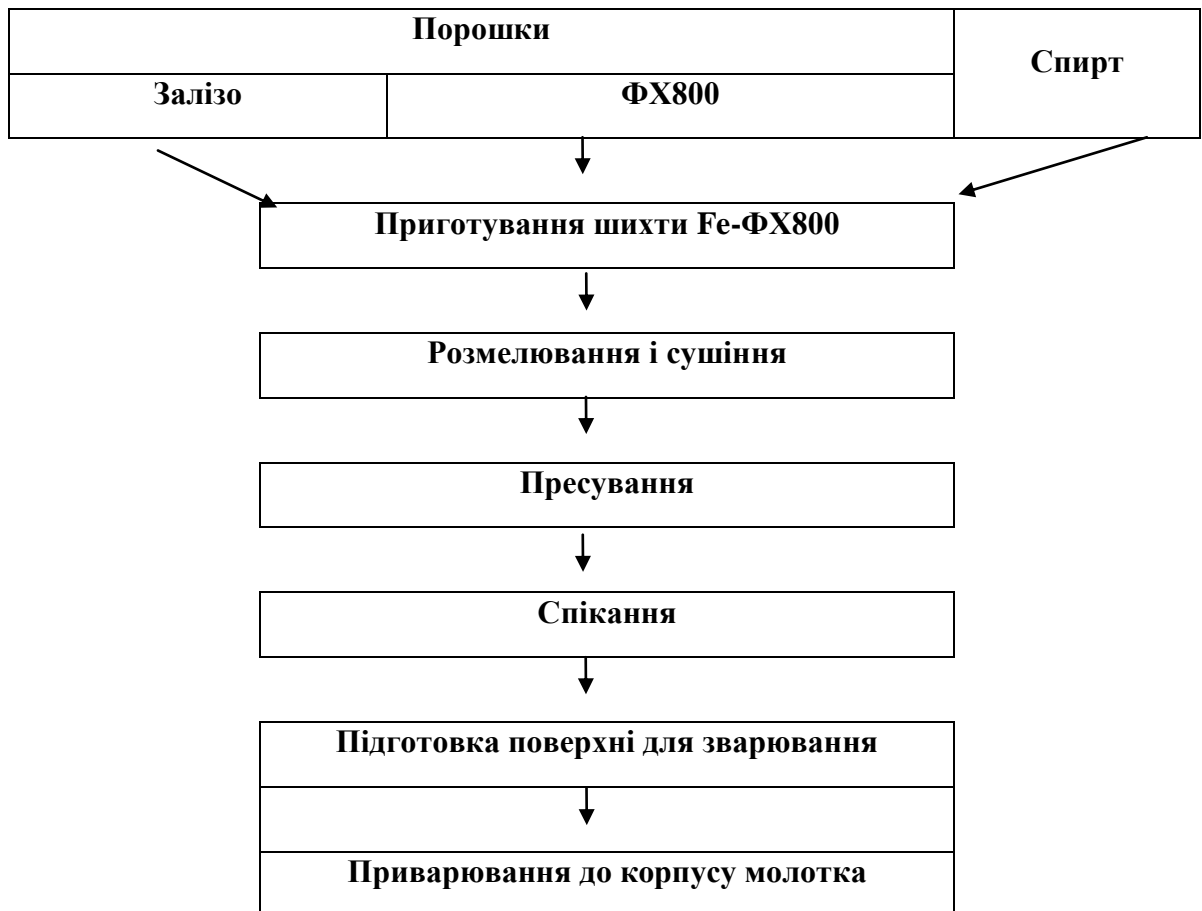 Порошки
Спирт
Залізо
ФХ800
Приготування шихти Fe-ФХ800
Розмелювання і сушіння
Пресування
Спікання
Підготовка поверхні для зварювання
Приварювання до корпусу молотка